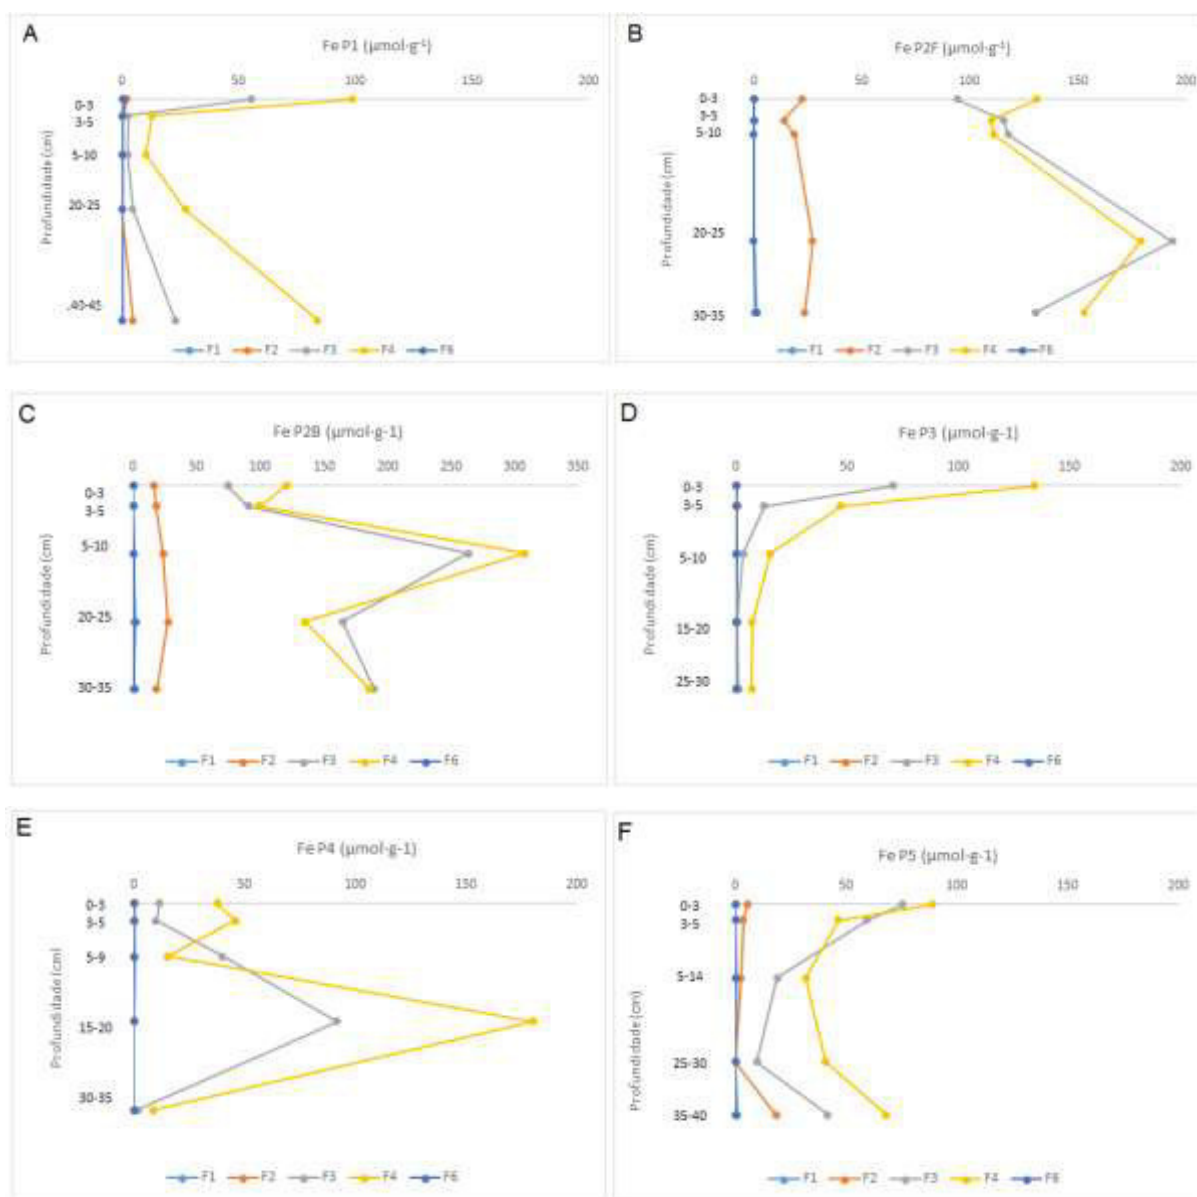 A
Fe P1 (µmol·g⁻¹)
0 50 100 150 200
0-3
3-5
5-10
20-25
40-45
Profundidade (cm)
F1 F2 F3 F4 F6
B
Fe P2F (µmol·g⁻¹)
0 50 100 150 200
0-3
3-5
5-10
20-25
30-35
Profundidade (cm)
F1 F2 F3 F4 F6
C
Fe P2B (µmol·g-1)
0 50 100 150 200 250 300 350
0-3
3-5
5-10
20-25
30-35
Profundidade (cm)
F1 F2 F3 F4 F6
D
Fe P3 (µmol·g-1)
0 50 100 150 200
0-3
3-5
5-10
15-20
25-30
Profundidade (cm)
F1 F2 F3 F4 F6
E
Fe P4 (µmol·g-1)
0 50 100 150 200
0-3
3-5
5-9
15-20
30-35
Profundidade (cm)
F1 F2 F3 F4 F6
F
Fe P5 (µmol·g-1)
0 50 100 150 200
0-3
3-5
5-14
25-30
35-40
Profundidade (cm)
F1 F2 F3 F4 F6